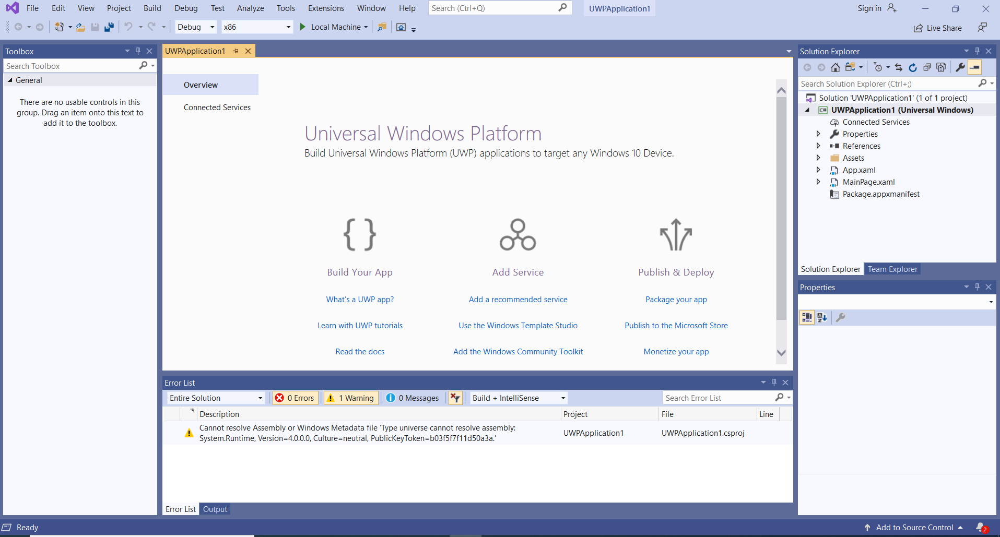 File Edit View Project Build Debug Test Analyze Tools Extensions Window Help Search (Ctrl+Q) UWPApplication1 Sign in
Debug x86 Local Machine Live Share
Toolbox
Search Toolbox
General
There are no usable controls in this
group. Drag an item onto this text to
add it to the toolbox.
UWPApplication1
Overview
Connected Services
Universal Windows Platform
Build Universal Windows Platform (UWP) applications to target any Windows 10 Device.
Build Your App
What's a UWP app?
Learn with UWP tutorials
Read the docs
Add Service
Add a recommended service
Use the Windows Template Studio
Add the Windows Community Toolkit
Publish & Deploy
Package your app
Publish to the Microsoft Store
Monetize your app
Error List
Entire Solution 0 Errors 1 Warning 0 Messages Build + IntelliSense Search Error List
Description Project File Line
Cannot resolve Assembly or Windows Metadata file 'Type universe cannot resolve assembly:
System.Runtime, Version=4.0.0.0, Culture=neutral, PublicKeyToken=b03f5f7f11d50a3a.'
UWPApplication1 UWPApplication1.csproj
Error List Output
Solution Explorer
Search Solution Explorer (Ctrl+;)
Solution 'UWPApplication1' (1 of 1 project)
C# UWPApplication1 (Universal Windows)
Connected Services
Properties
References
Assets
App.xaml
MainPage.xaml
Package.appxmanifest
Solution Explorer Team Explorer
Properties
Ready Add to Source Control 2